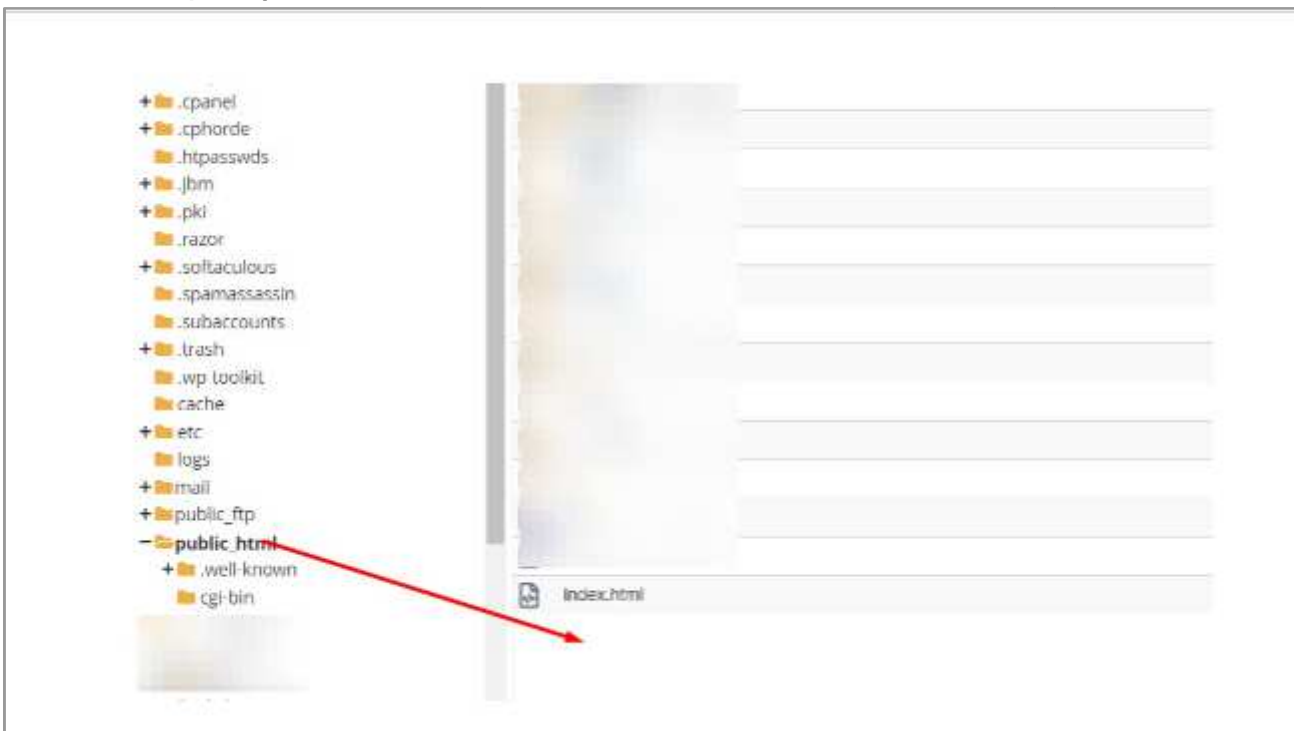 .cpanel
.cphorde
.htpasswds
.jbm
.pki
.razor
.softaculous
.spamassassin
.subaccounts
.trash
.wp toolkit
cache
etc
logs
mail
public_ftp
public_html
.well-known
cgi-bin
index.html